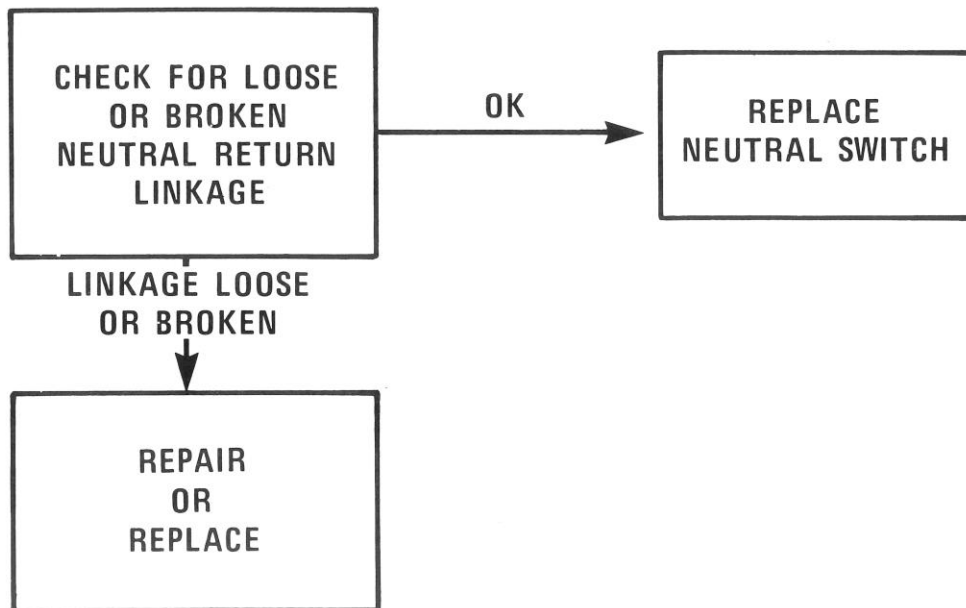 CHECK FOR LOOSE
OR BROKEN
NEUTRAL RETURN
LINKAGE
OK
REPLACE
NEUTRAL SWITCH
LINKAGE LOOSE
OR BROKEN
REPAIR
OR
REPLACE